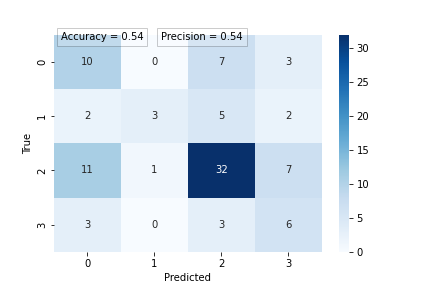 Accuracy = 0.54 Precision = 0.54
0 10 0 7 3
1 2 3 5 2
2 11 1 32 7
3 3 0 3 6
0 1 2 3
True
Predicted
30
25
20
15
10
5
0